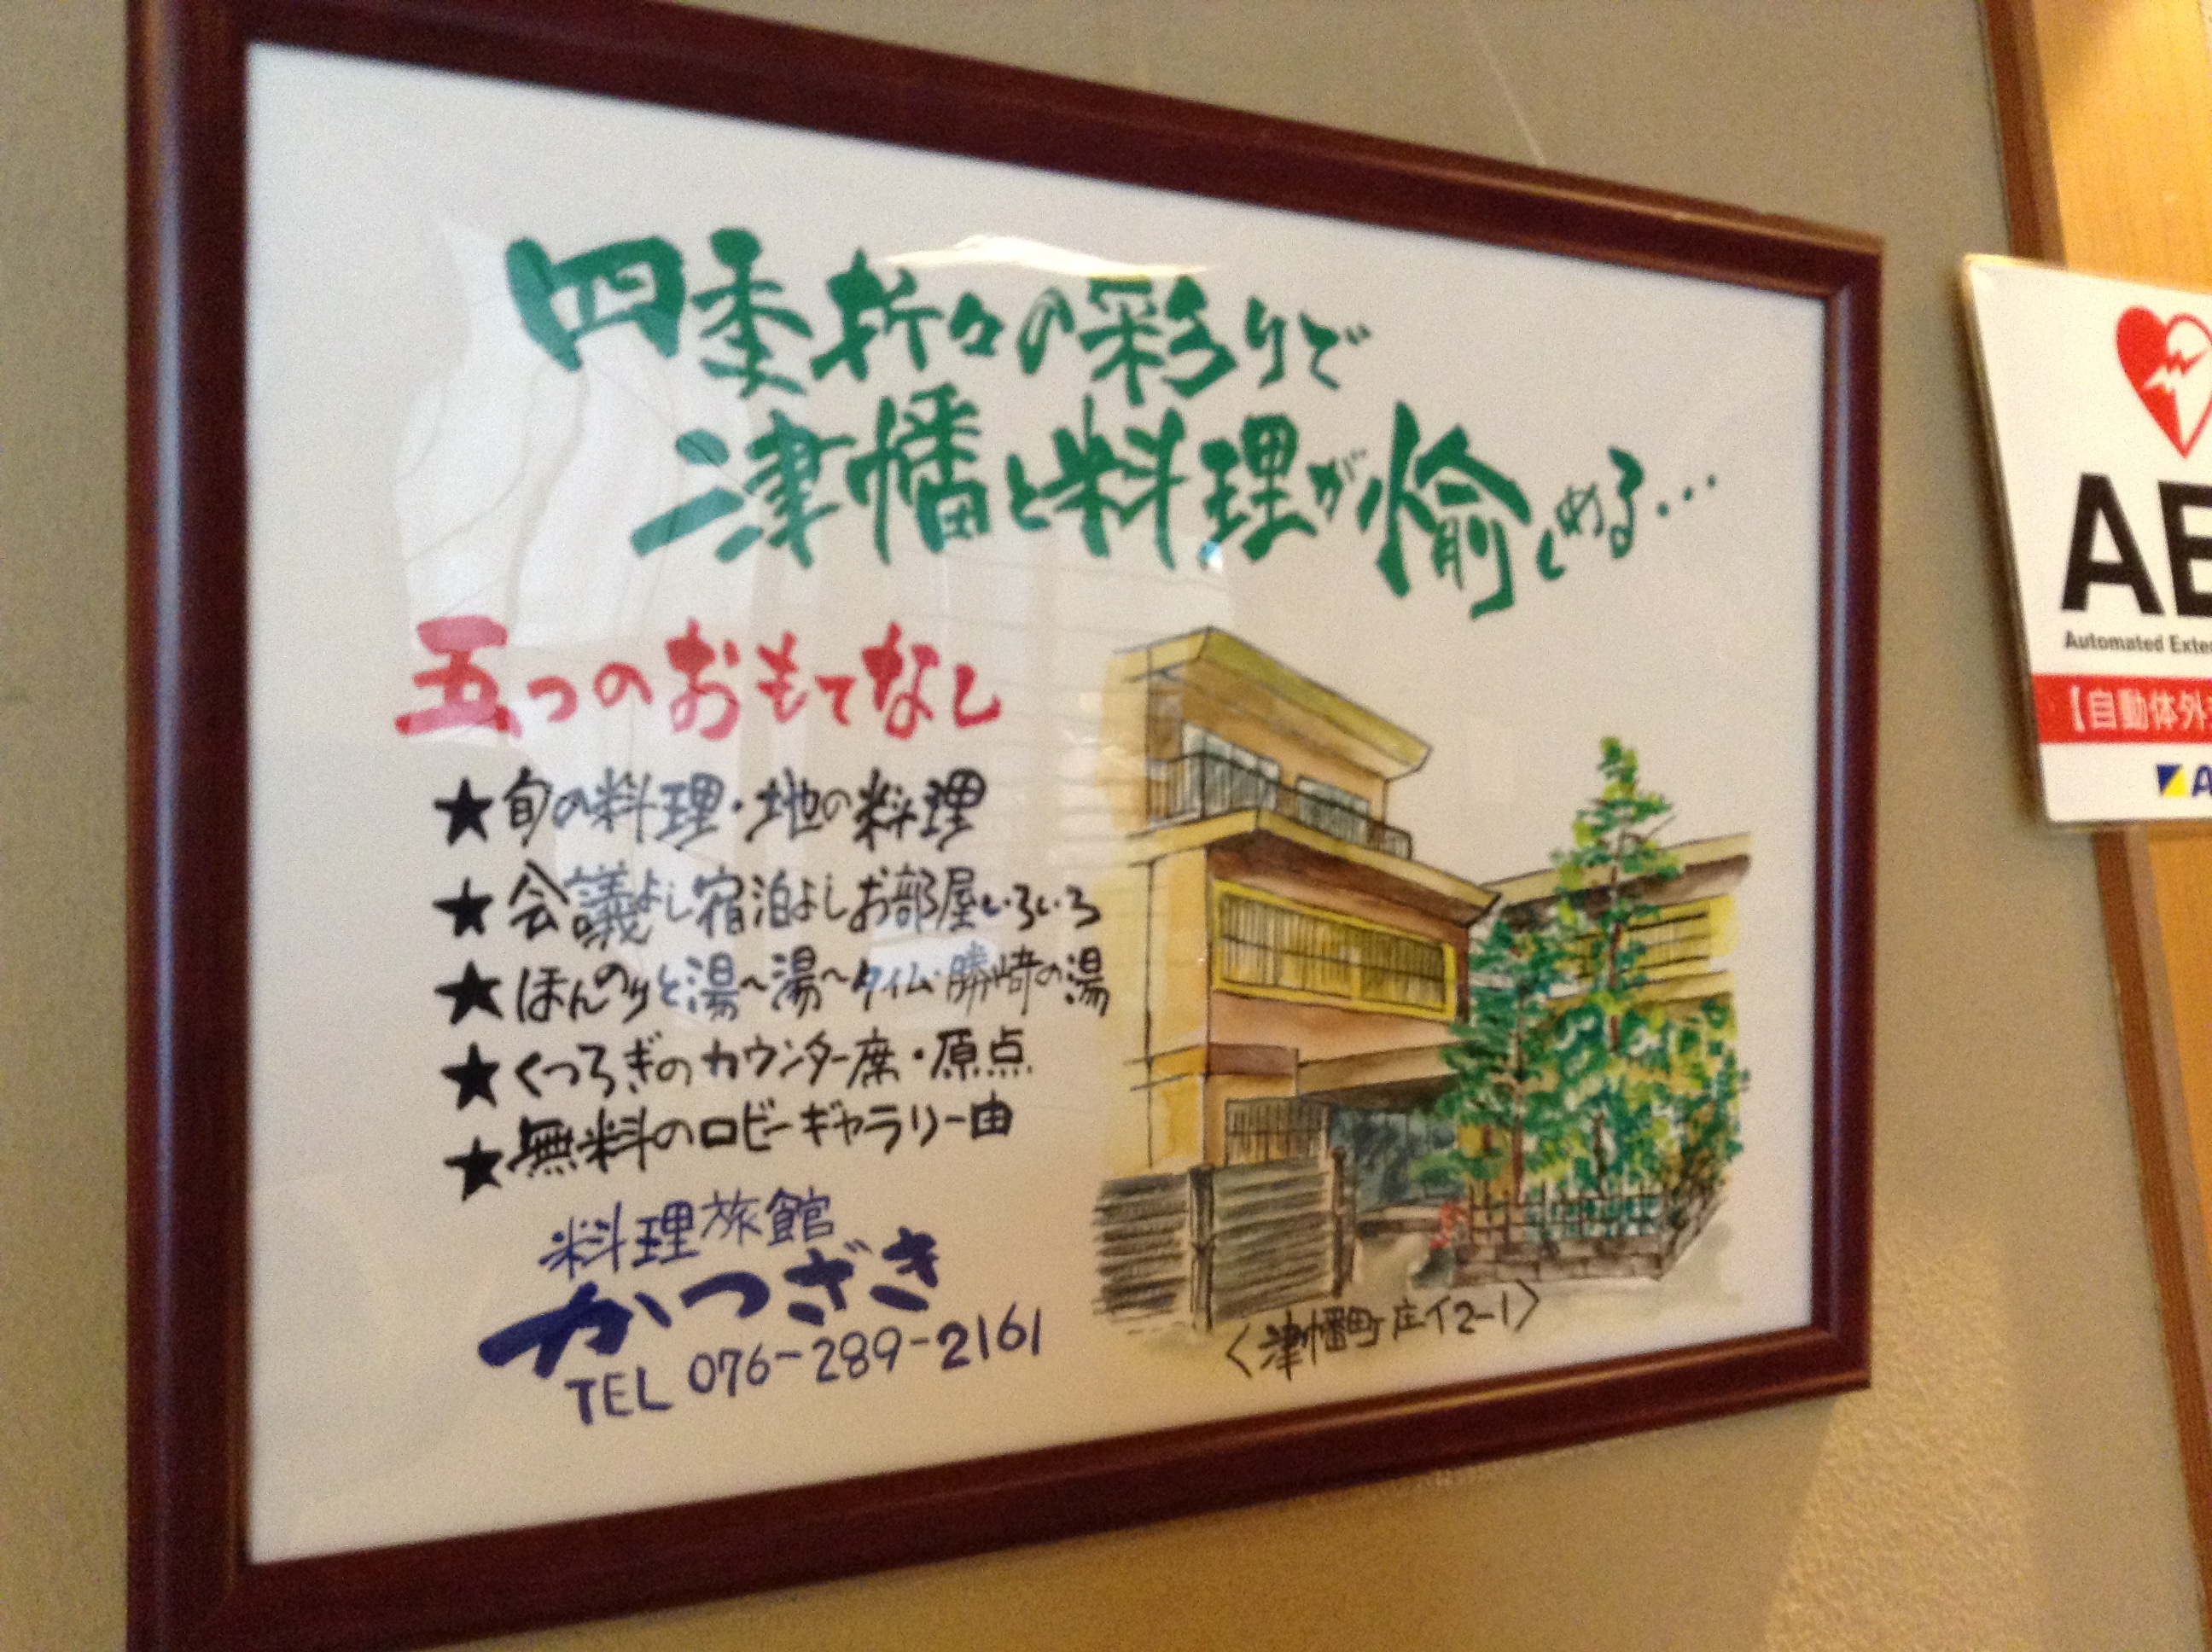 四季折々の彩りで
津幡と料理が愉しめる…
五つのおもてなし
★旬の料理・地の料理
★会議よし宿泊よしお部屋いろいろ
★ほんのりと湯〜湯〜タイム・勝崎の湯
★くつろぎのカウンター席・原点
★無料のロビーギャラリー由
料理旅館
かつざき
TEL 076-289-2161
〈津幡町庄イ2-1〉
AE
Automated Exter
【自動体外